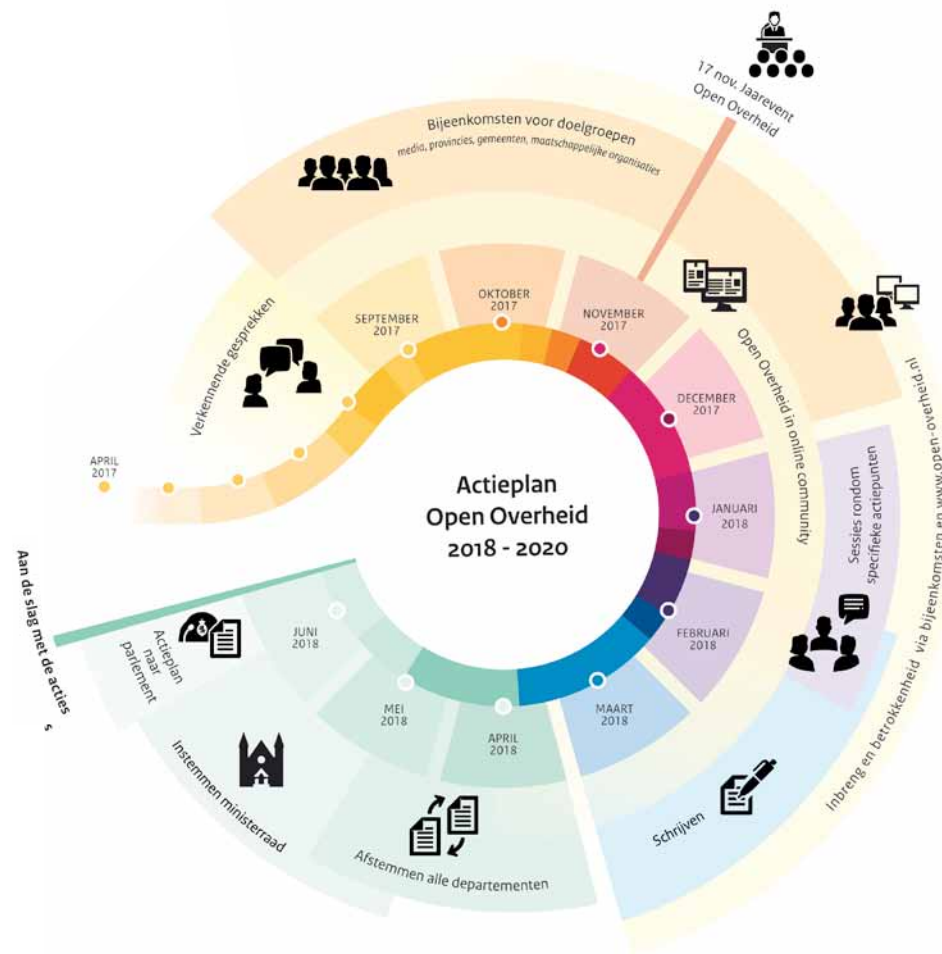 Actieplan
Open Overheid
2018 - 2020
APRIL
2017
SEPTEMBER
2017
OKTOBER
2017
NOVEMBER
2017
DECEMBER
2017
JANUARI
2018
FEBRUARI
2018
MAART
2018
APRIL
2018
MEI
2018
JUNI
2018
Verkennende gesprekken
Bijeenkomsten voor doelgroepen
media, provincies, gemeenten, maatschappelijke organisaties
17 nov. Jaarevent
Open Overheid
Open Overheid in online community
Inbreng en betrokkenheid via bijeenkomsten en www.open-overheid.nl
Sessies rondom
specifieke actiepunten
Schrijven
Afstemmen alle departementen
Instemmen ministerraad
Actieplan
naar
parlement
Aan de slag met de acties
s